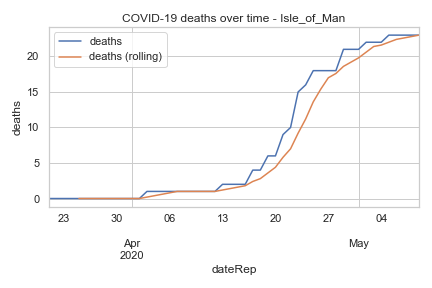 COVID-19 deaths over time - Isle_of_Man
deaths
deaths (rolling)
deaths
20
15
10
5
0
23 30 06 13 20 27 04
Apr May
2020
dateRep